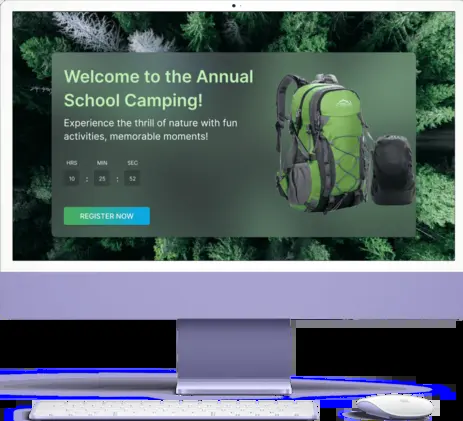 Welcome to the Annual
School Camping!
Experience the thrill of nature with fun
activities, memorable moments!
HRS MIN SEC
10 : 25 : 52
REGISTER NOW